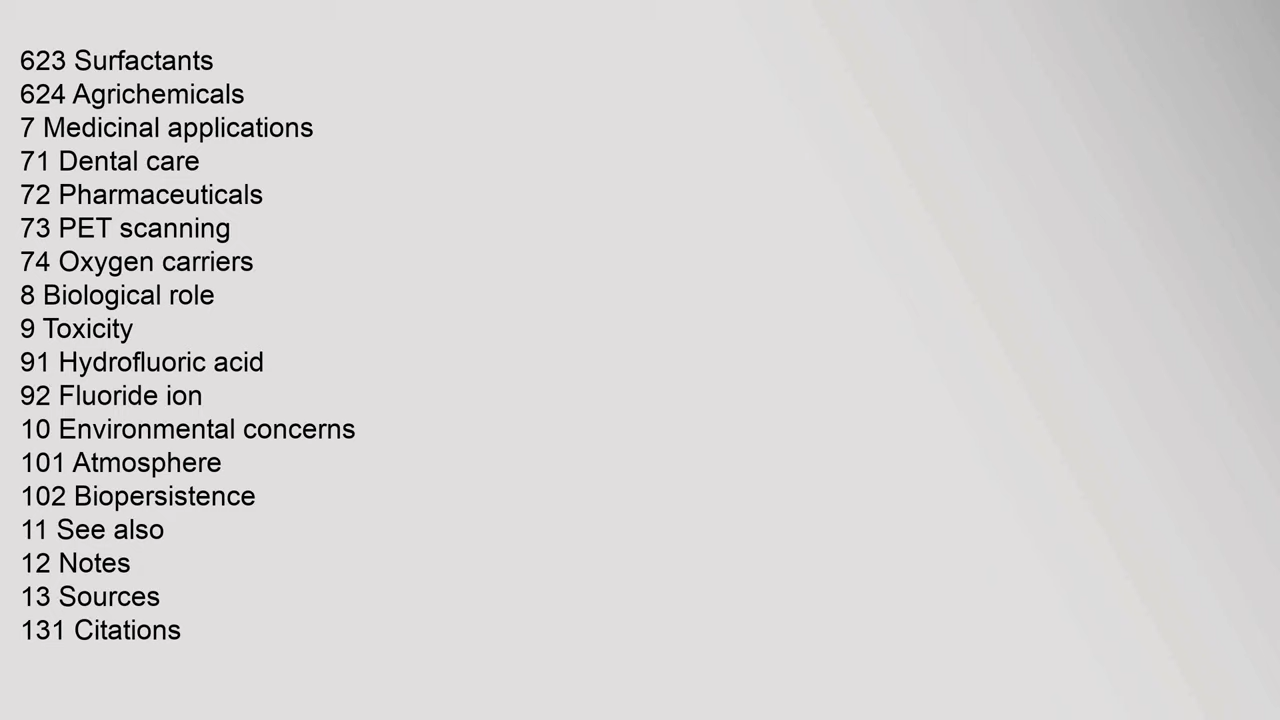 623 Surfactants
624 Agrichemicals
7 Medicinal applications
71 Dental care
72 Pharmaceuticals
73 PET scanning
74 Oxygen carriers
8 Biological role
9 Toxicity
91 Hydrofluoric acid
92 Fluoride ion
10 Environmental concerns
101 Atmosphere
102 Biopersistence
11 See also
12 Notes
13 Sources
131 Citations